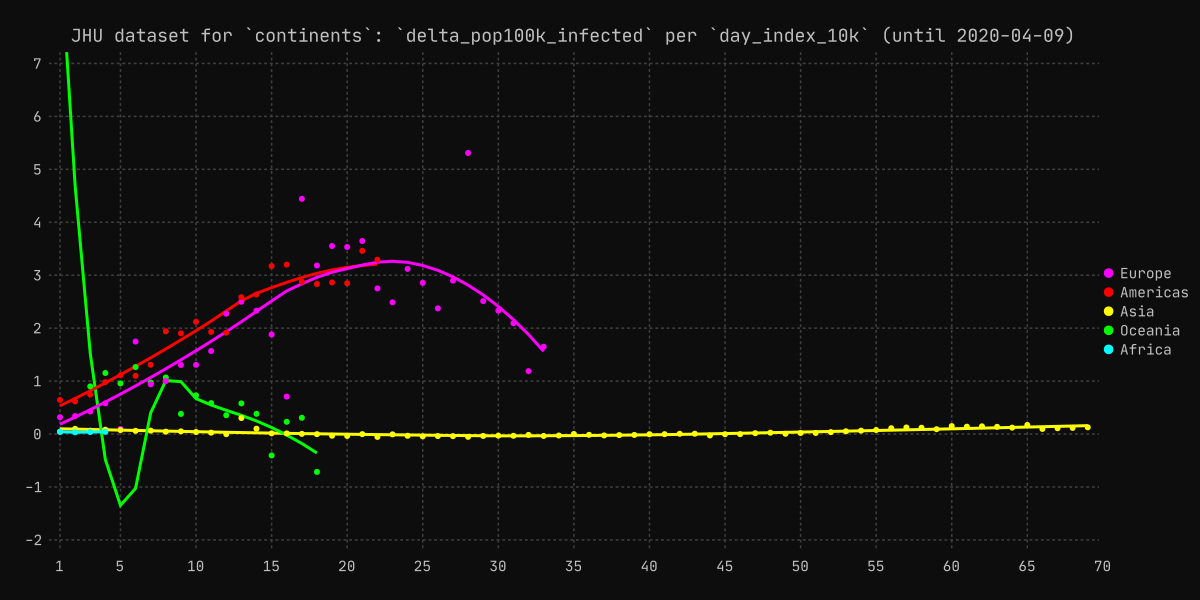 JHU dataset for `continents`: `delta_pop100k_infected` per `day_index_10k` (until 2020-04-09)
7
6
5
4
3
2
1
0
-1
-2
1 5 10 15 20 25 30 35 40 45 50 55 60 65 70
Europe
Americas
Asia
Oceania
Africa